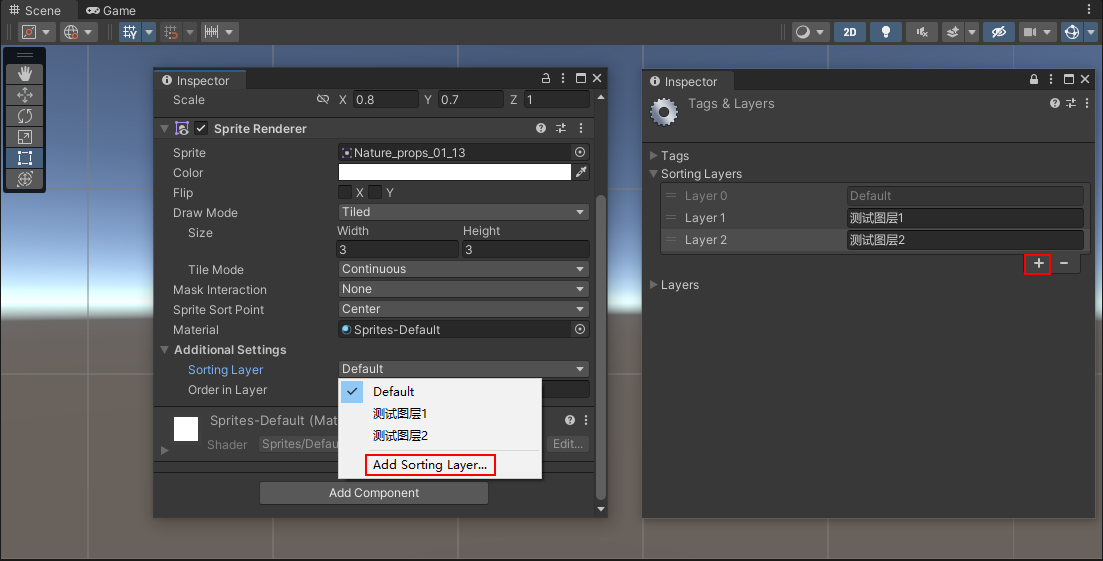 Scene
Game
2D
Inspector
Scale X 0.8 Y 0.7 Z 1
Sprite Renderer
Sprite Nature_props_01_13
Color
Flip X Y
Draw Mode Tiled
Size Width Height
3 3
Tile Mode Continuous
Mask Interaction None
Sprite Sort Point Center
Material Sprites-Default
Additional Settings
Sorting Layer Default
Order in Layer
Default
测试图层1
测试图层2
Add Sorting Layer...
Sprites-Default (Mat
Shader Sprites/Defau Edit...
Add Component
Inspector
Tags & Layers
Tags
Sorting Layers
Layer 0 Default
Layer 1 测试图层1
Layer 2 测试图层2
Layers